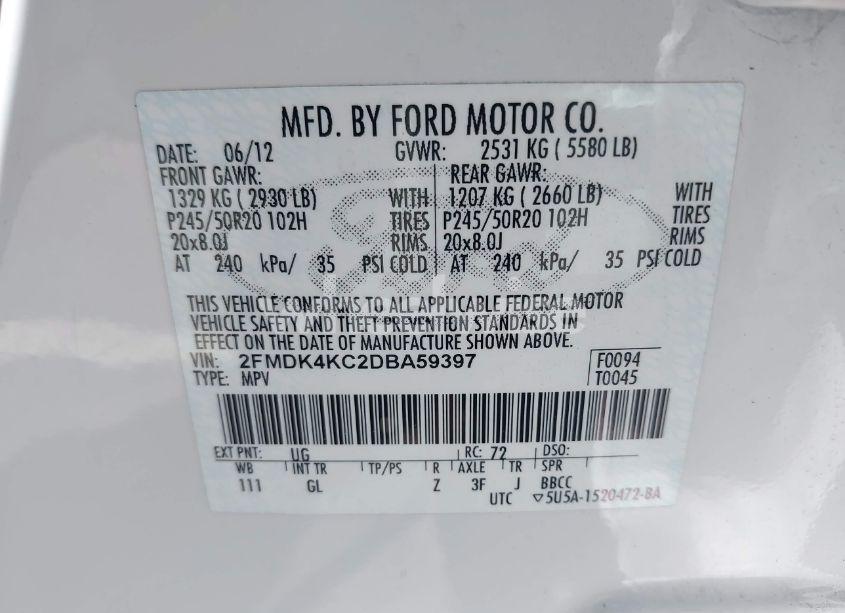 MFD. BY FORD MOTOR CO.
DATE: 06/12 GVWR: 2531 KG ( 5580 LB)
FRONT GAWR: REAR GAWR:
1329 KG ( 2930 LB) WITH 1207 KG ( 2660 LB) WITH
P245/50R20 102H TIRES P245/50R20 102H TIRES
20x8.0J RIMS 20x8.0J RIMS
AT 240 kPa/ 35 PSI COLD AT 240 kPa/ 35 PSI COLD
THIS VEHICLE CONFORMS TO ALL APPLICABLE FEDERAL MOTOR
VEHICLE SAFETY AND THEFT PREVENTION STANDARDS IN
EFFECT ON THE DATE OF MANUFACTURE SHOWN ABOVE.
VIN: 2FMDK4KC2DBA59397 F0094
TYPE: MPV T0045
EXT PNT: UG RC: 72 DSO:
WB INT TR TP/PS R AXLE TR SPR
111 GL Z 3F J BBCC
UTC ▽5U5A-1520472-BA